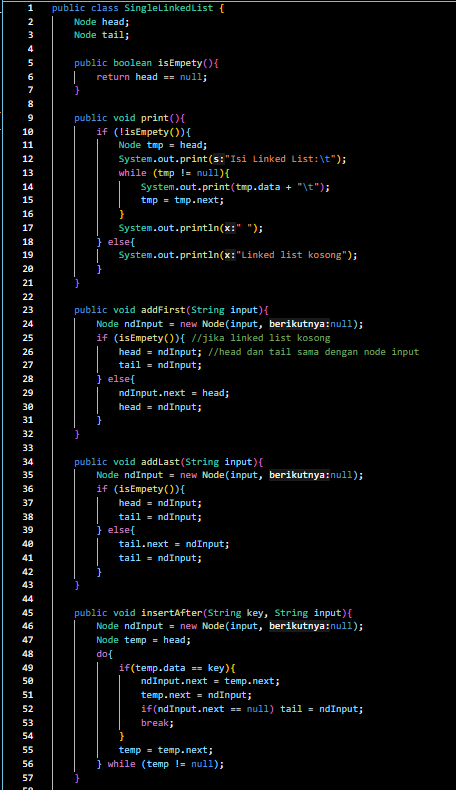 1 public class SingleLinkedList {
2 Node head;
3 Node tail;
4
5 public boolean isEmpety(){
6 return head == null;
7 }
8
9 public void print(){
10 if (!isEmpety()){
11 Node tmp = head;
12 System.out.print(s:"Isi Linked List:\t");
13 while (tmp != null){
14 System.out.print(tmp.data + "\t");
15 tmp = tmp.next;
16 }
17 System.out.println(x:" ");
18 } else{
19 System.out.println(x:"Linked list kosong");
20 }
21 }
22
23 public void addFirst(String input){
24 Node ndInput = new Node(input, berikutnya:null);
25 if (isEmpety()){ //jika linked list kosong
26 head = ndInput; //head dan tail sama dengan node input
27 tail = ndInput;
28 } else{
29 ndInput.next = head;
30 head = ndInput;
31 }
32 }
33
34 public void addLast(String input){
35 Node ndInput = new Node(input, berikutnya:null);
36 if (isEmpety()){
37 head = ndInput;
38 tail = ndInput;
39 } else{
40 tail.next = ndInput;
41 tail = ndInput;
42 }
43 }
44
45 public void insertAfter(String key, String input){
46 Node ndInput = new Node(input, berikutnya:null);
47 Node temp = head;
48 do{
49 if(temp.data == key){
50 ndInput.next = temp.next;
51 temp.next = ndInput;
52 if(ndInput.next == null) tail = ndInput;
53 break;
54 }
55 temp = temp.next;
56 } while (temp != null);
57 }